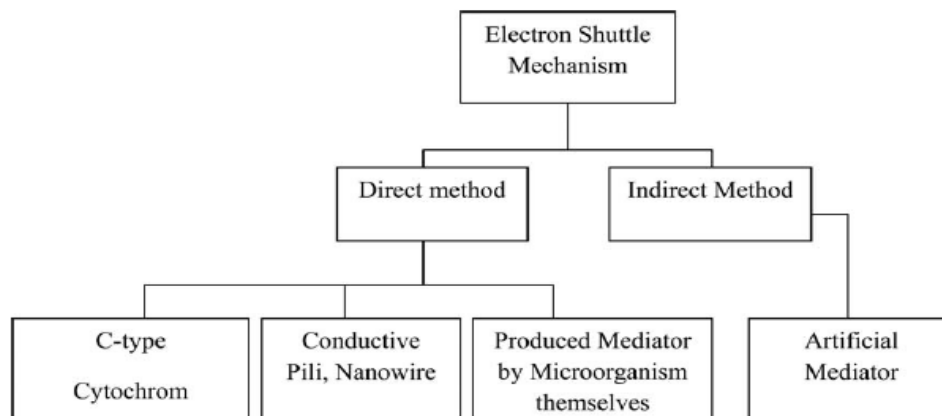 Electron Shuttle
Mechanism
Direct method
Indirect Method
C-type
Cytochrom
Conductive
Pili, Nanowire
Produced Mediator
by Microorganism
themselves
Artificial
Mediator